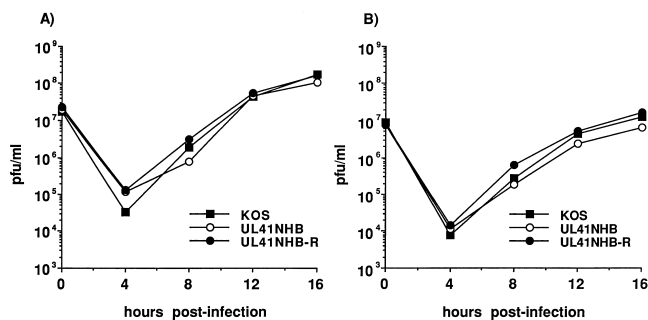 A)
10⁹
10⁸
10⁷
10⁶
10⁵
10⁴
10³
pfu/ml
KOS
UL41NHB
UL41NHB-R
0 4 8 12 16
hours post-infection
B)
10⁹
10⁸
10⁷
10⁶
10⁵
10⁴
10³
pfu/ml
KOS
UL41NHB
UL41NHB-R
0 4 8 12 16
hours post-infection